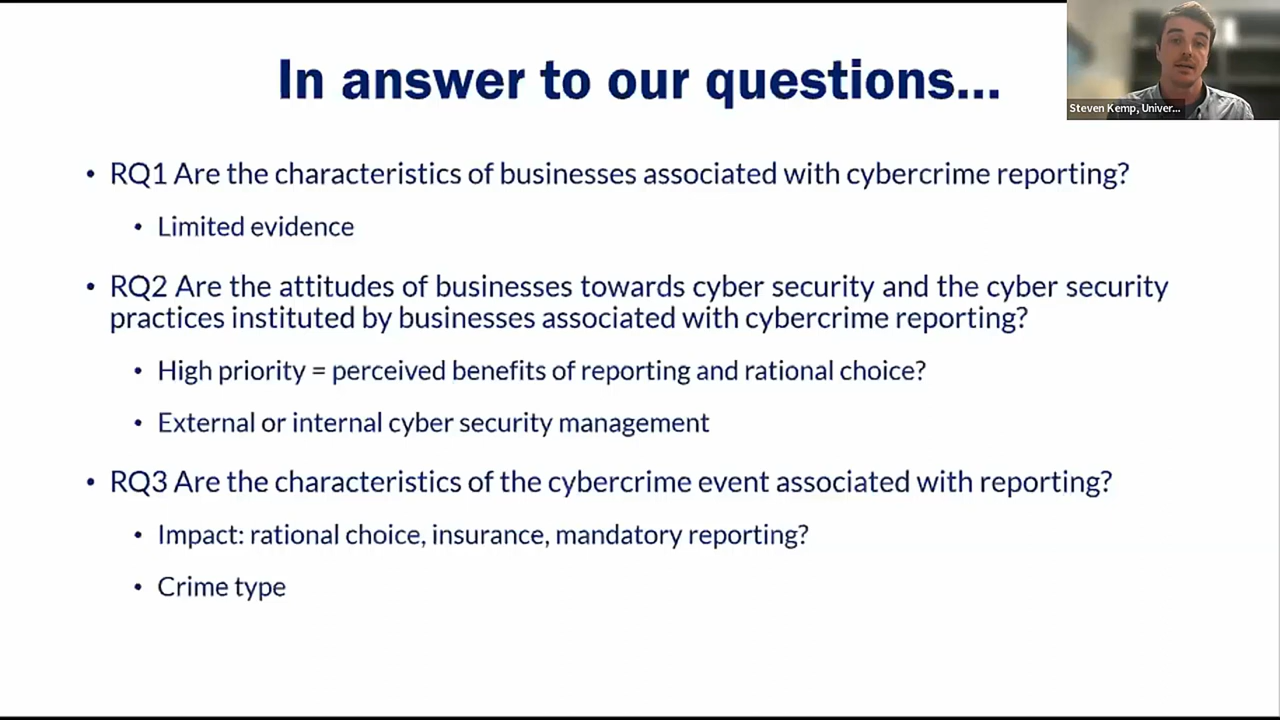 In answer to our questions...
Steven Kemp, Univer...
• RQ1 Are the characteristics of businesses associated with cybercrime reporting?
• Limited evidence
• RQ2 Are the attitudes of businesses towards cyber security and the cyber security
practices instituted by businesses associated with cybercrime reporting?
• High priority = perceived benefits of reporting and rational choice?
• External or internal cyber security management
• RQ3 Are the characteristics of the cybercrime event associated with reporting?
• Impact: rational choice, insurance, mandatory reporting?
• Crime type